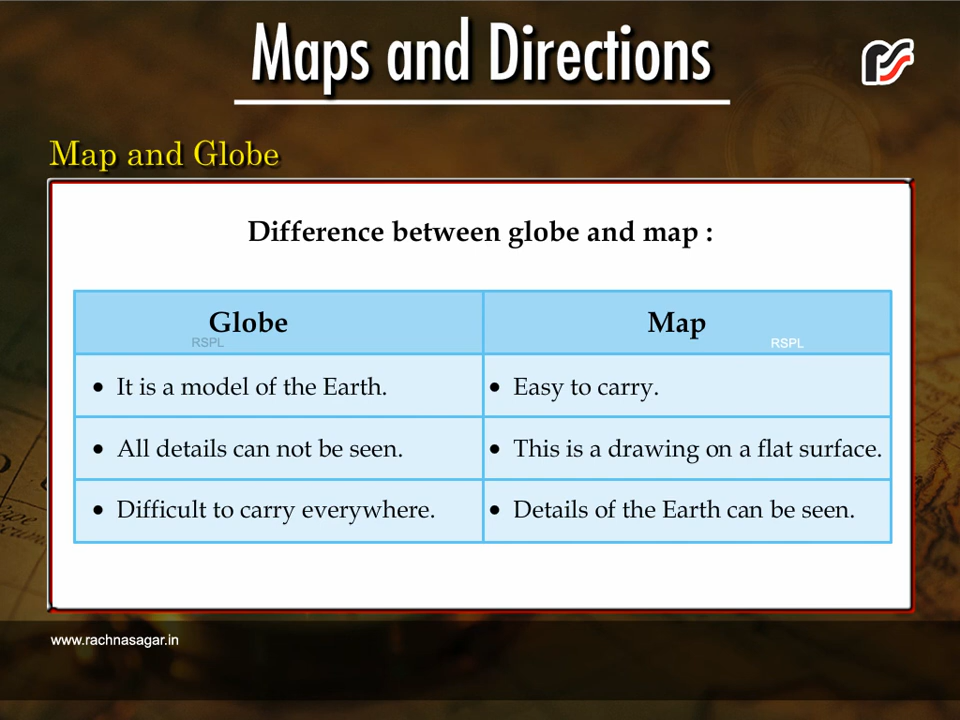 Maps and Directions
Map and Globe
Difference between globe and map :
Globe
Map
RSPL
RSPL
• It is a model of the Earth.
• Easy to carry.
• All details can not be seen.
• This is a drawing on a flat surface.
• Difficult to carry everywhere.
• Details of the Earth can be seen.
www.rachnasagar.in